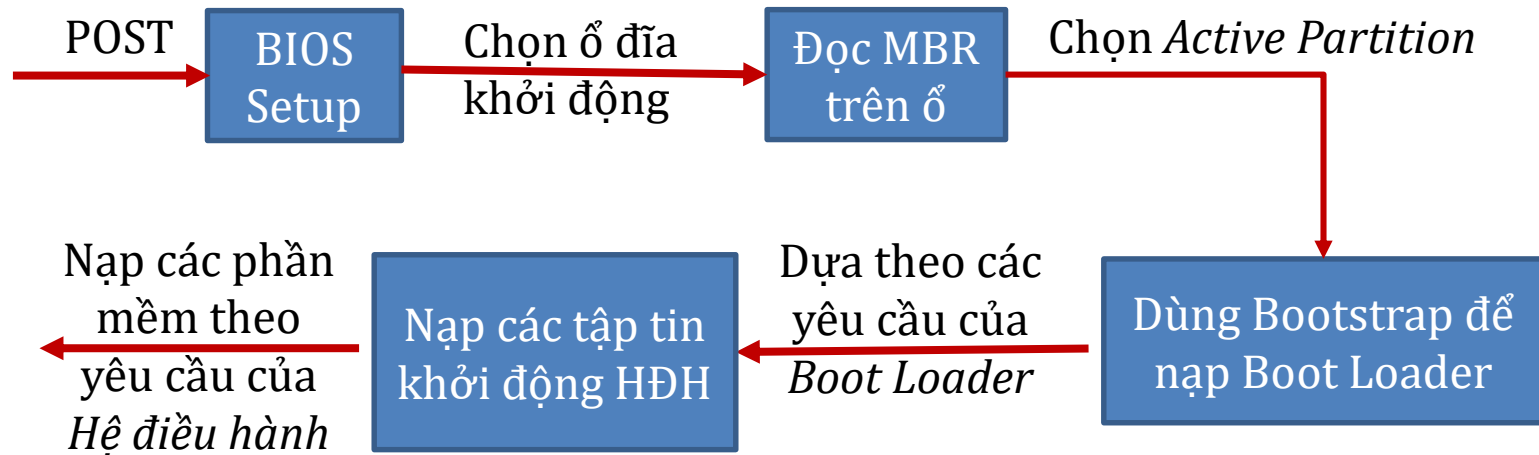 POST
BIOS
Setup
Chọn ổ đĩa
khởi động
Đọc MBR
trên ổ
Chọn Active Partition
Dùng Bootstrap để
nạp Boot Loader
Dựa theo các
yêu cầu của
Boot Loader
Nạp các tập tin
khởi động HĐH
Nạp các phần
mềm theo
yêu cầu của
Hệ điều hành